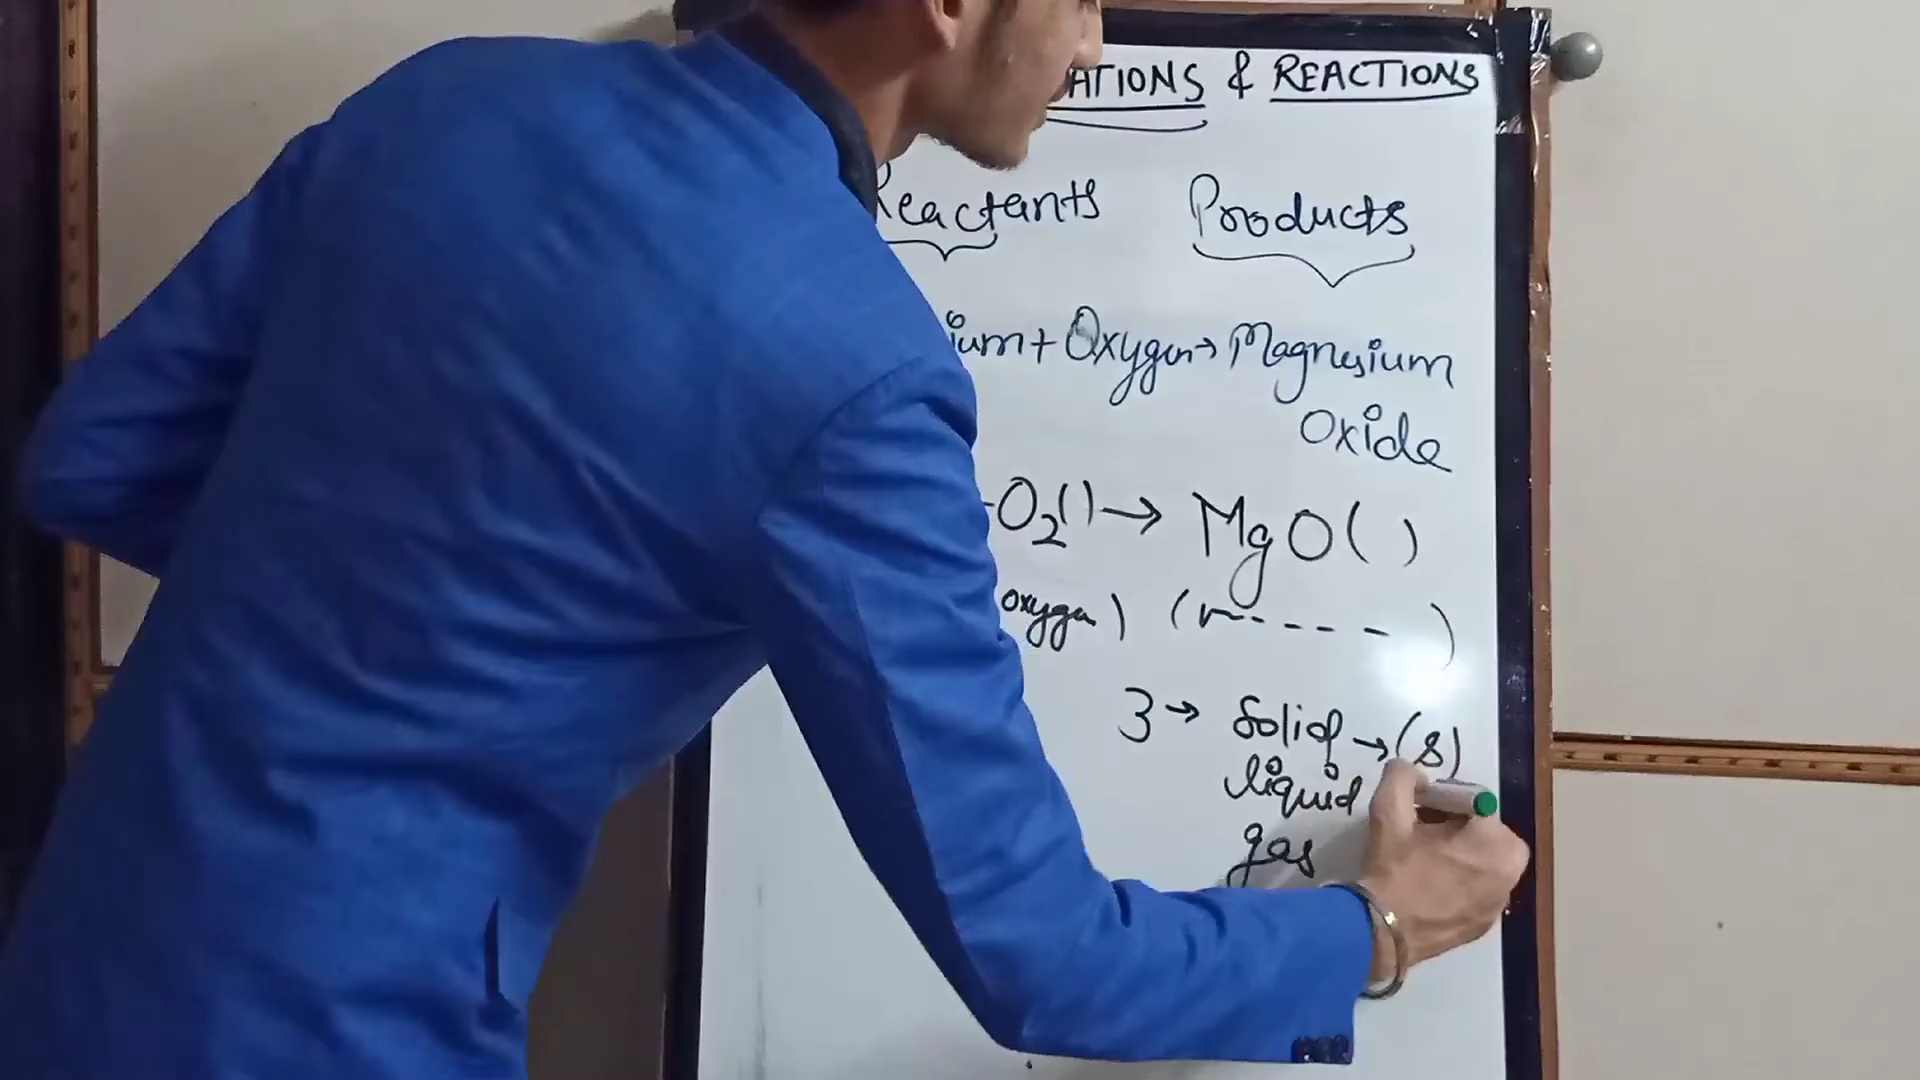 ATIONS & REACTIONS
Reactants Products
ium + Oxygen → Magnesium
Oxide
O2( ) → MgO( )
oxygen) ( - - - - )
3 → Solid → (s)
liquid
gas